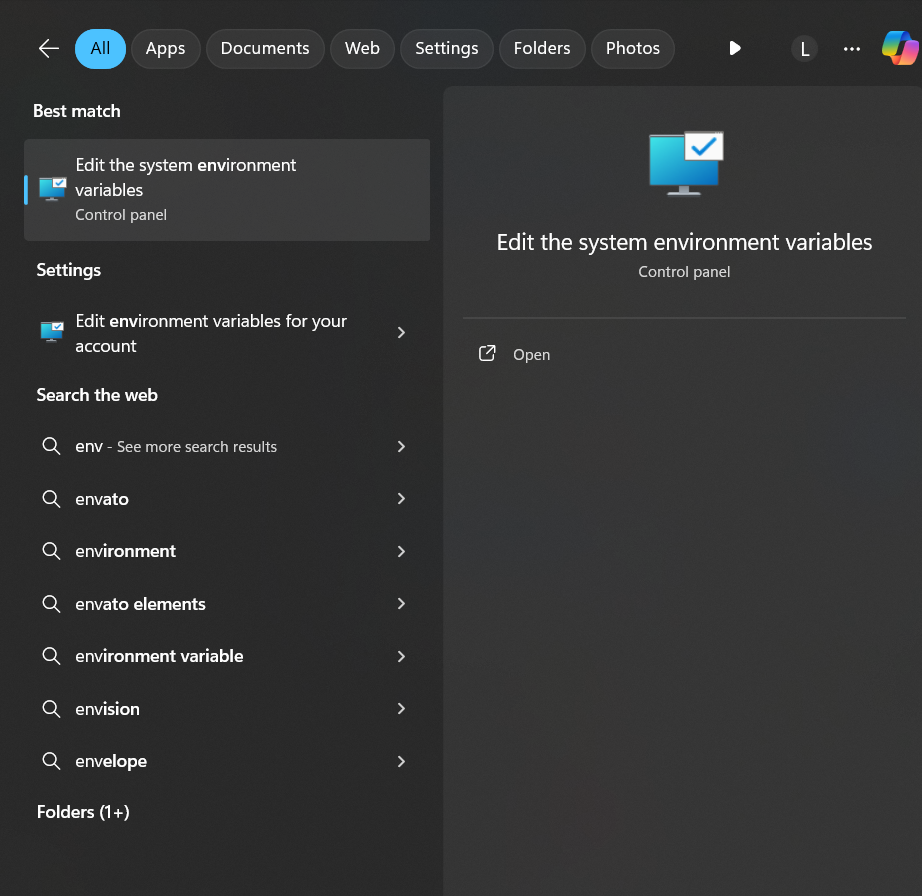 All Apps Documents Web Settings Folders Photos L ...
Best match
Edit the system environment
variables
Control panel
Settings
Edit environment variables for your
account
Search the web
env - See more search results
envato
environment
envato elements
environment variable
envision
envelope
Folders (1+)
Edit the system environment variables
Control panel
Open